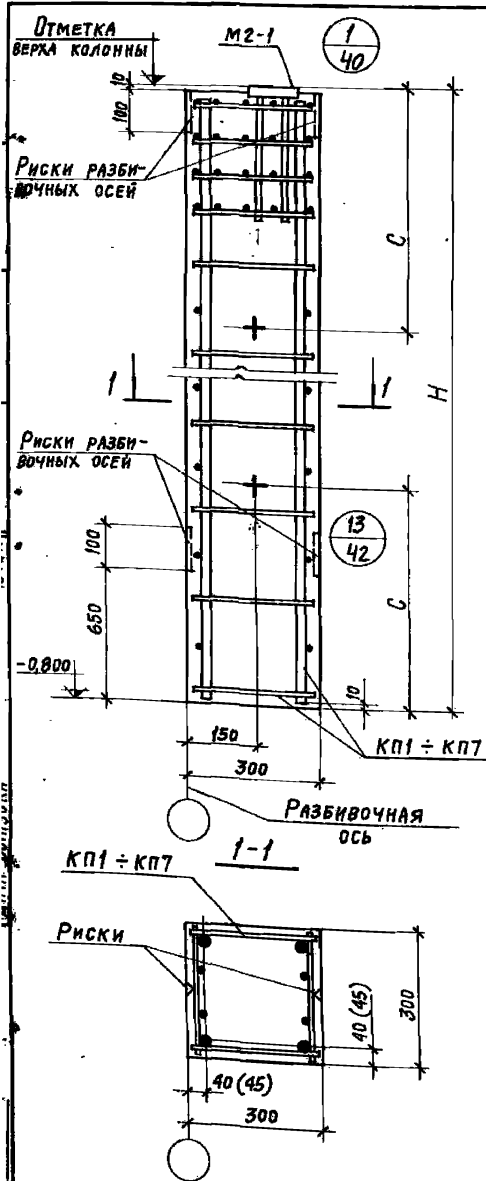 Отметка
верха колонны
М2-1
1
40
10
100
Риски разби-
вочных осей
С
Н
1
1
Риски разби-
вочных осей
100
13
42
650
С
-0,800
10
150
300
КП1 ÷ КП7
Разбивочная
ось
1-1
КП1 ÷ КП7
Риски
40 (45)
300
40 (45)
300